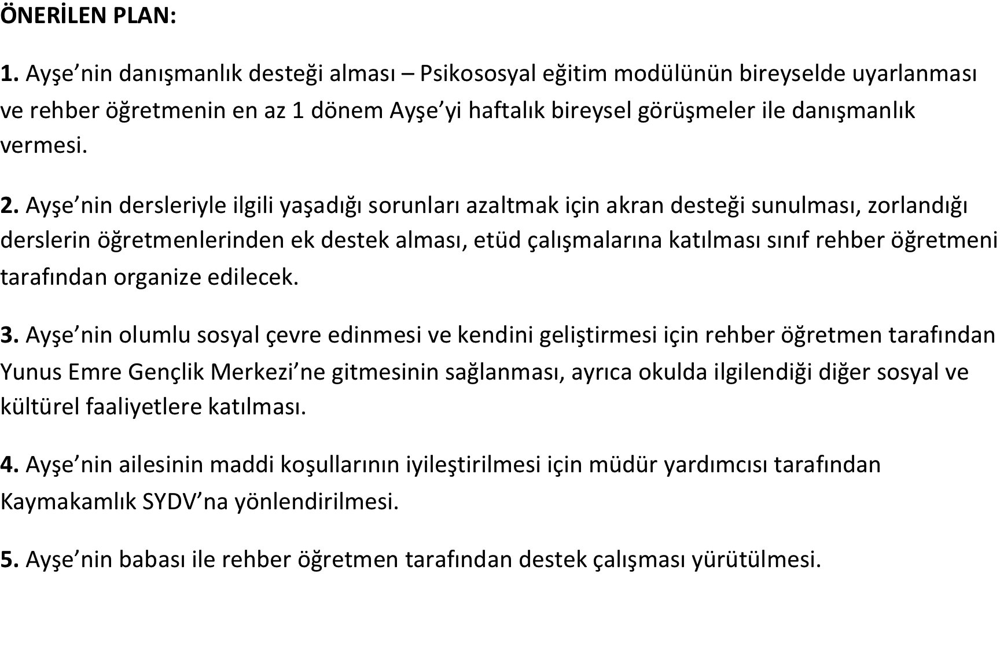 ÖNERİLEN PLAN:
1. Ayşe’nin danışmanlık desteği alması – Psikososyal eğitim modülünün bireyselde uyarlanması
ve rehber öğretmenin en az 1 dönem Ayşe’yi haftalık bireysel görüşmeler ile danışmanlık
vermesi.
2. Ayşe’nin dersleriyle ilgili yaşadığı sorunları azaltmak için akran desteği sunulması, zorlandığı
derslerin öğretmenlerinden ek destek alması, etüd çalışmalarına katılması sınıf rehber öğretmeni
tarafından organize edilecek.
3. Ayşe’nin olumlu sosyal çevre edinmesi ve kendini geliştirmesi için rehber öğretmen tarafından
Yunus Emre Gençlik Merkezi’ne gitmesinin sağlanması, ayrıca okulda ilgilendiği diğer sosyal ve
kültürel faaliyetlere katılması.
4. Ayşe’nin ailesinin maddi koşullarının iyileştirilmesi için müdür yardımcısı tarafından
Kaymakamlık SYDV’na yönlendirilmesi.
5. Ayşe’nin babası ile rehber öğretmen tarafından destek çalışması yürütülmesi.